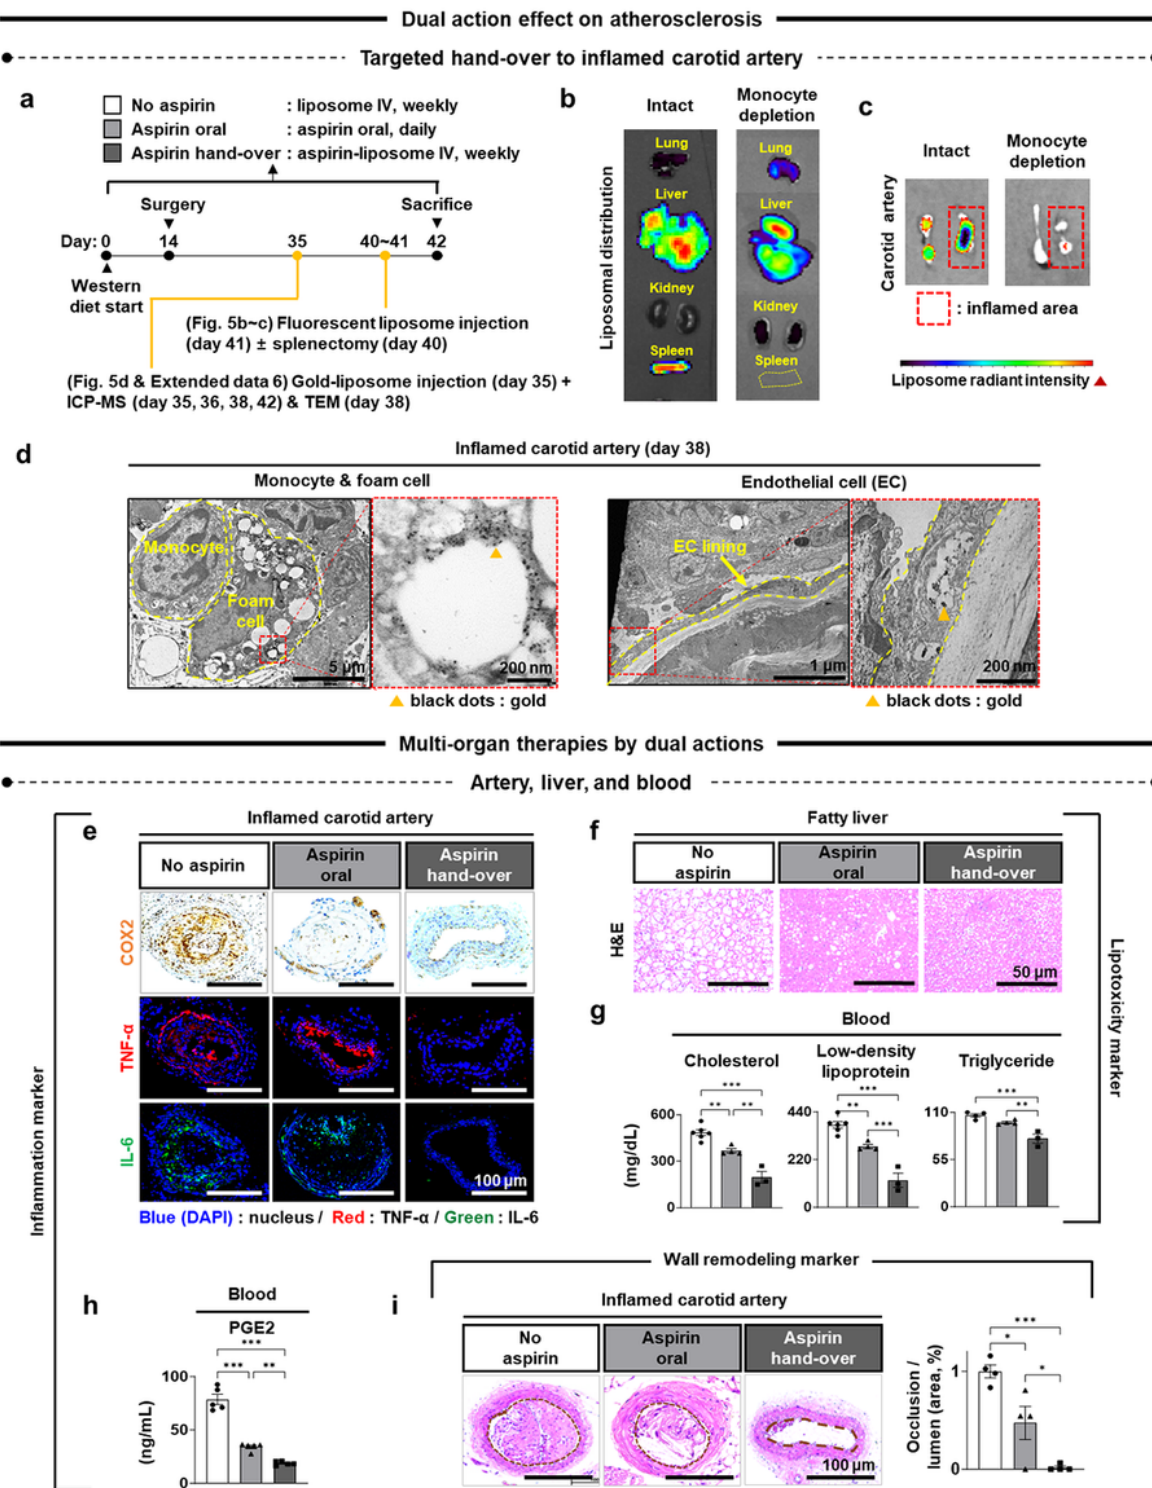 Dual action effect on atherosclerosis
Targeted hand-over to inflamed carotid artery
a
No aspirin : liposome IV, weekly
Aspirin oral : aspirin oral, daily
Aspirin hand-over : aspirin-liposome IV, weekly
Surgery
Sacrifice
Day: 0 14 35 40~41 42
Western
diet start
(Fig. 5b~c) Fluorescent liposome injection
(day 41) ± splenectomy (day 40)
(Fig. 5d & Extended data 6) Gold-liposome injection (day 35) +
ICP-MS (day 35, 36, 38, 42) & TEM (day 38)
b
Intact
Monocyte
depletion
Liposomal distribution
Lung
Liver
Kidney
Spleen
Lung
Liver
Kidney
Spleen
c
Intact
Monocyte
depletion
Carotid artery
: inflamed area
Liposome radiant intensity
d
Inflamed carotid artery (day 38)
Monocyte & foam cell
Endothelial cell (EC)
Monocyte
Foam
cell
5 µm
200 nm
EC lining
1 µm
200 nm
black dots : gold
black dots : gold
Multi-organ therapies by dual actions
Artery, liver, and blood
Inflammation marker
e
Inflamed carotid artery
No aspirin
Aspirin
oral
Aspirin
hand-over
COX2
TNF-α
IL-6
100 µm
Blue (DAPI) : nucleus / Red : TNF-α / Green : IL-6
f
Fatty liver
No
aspirin
Aspirin
oral
Aspirin
hand-over
H&E
50 µm
Lipotoxicity marker
g
Blood
Cholesterol
Low-density
lipoprotein
Triglyceride
(mg/dL)
600
300
0
***
** **
440
220
0
***
**
***
110
55
0
***
**
h
Blood
PGE2
(ng/mL)
100
50
0
***
*** **
Wall remodeling marker
i
Inflamed carotid artery
No
aspirin
Aspirin
oral
Aspirin
hand-over
100 µm
Occlusion /
lumen (area, %)
1
0
***
*
*